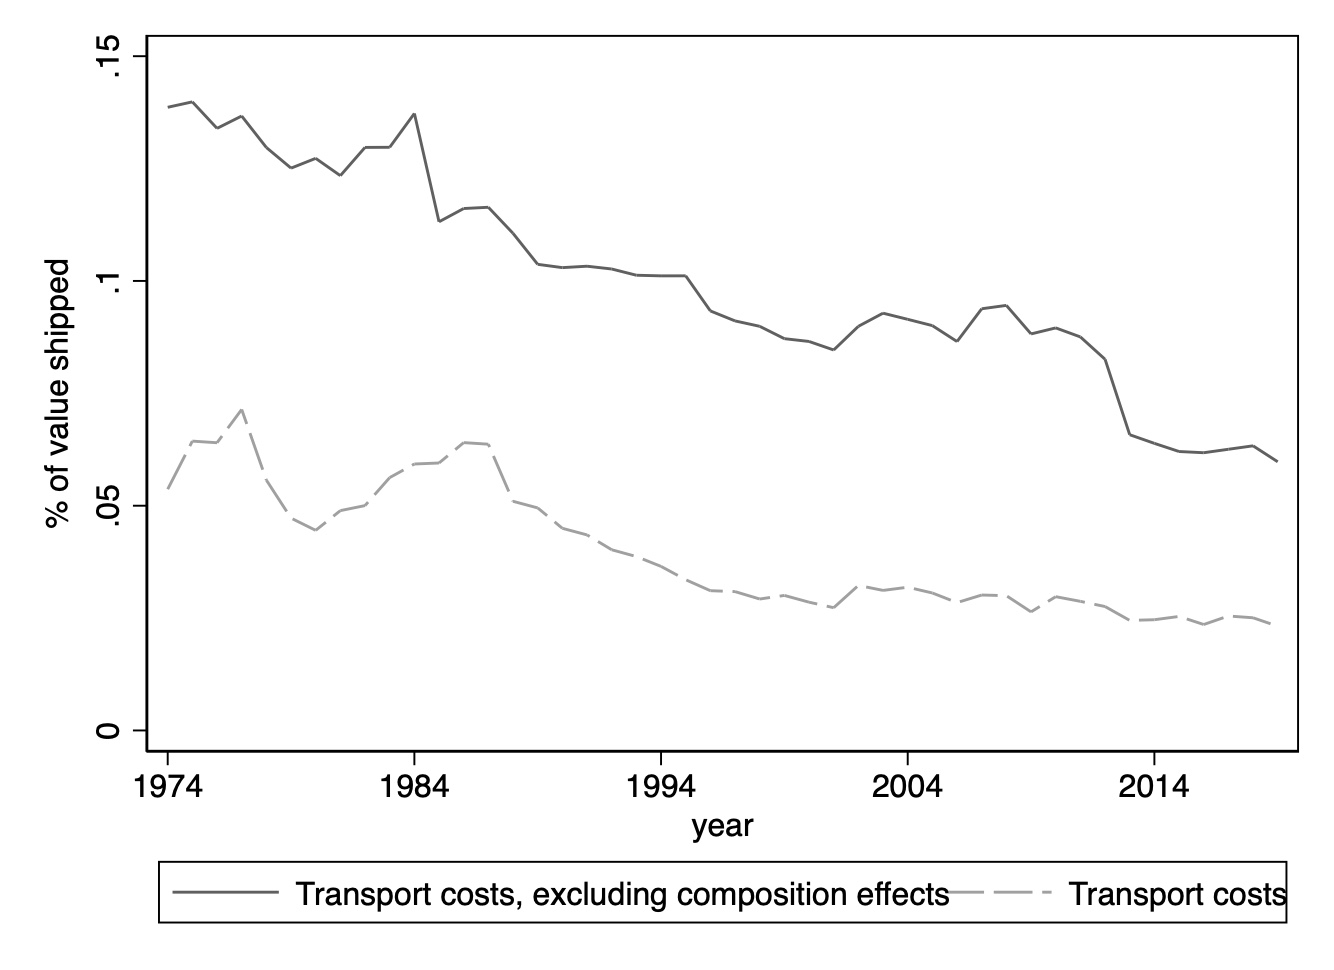 % of value shipped
.15
.1
.05
0
1974 1984 1994 2004 2014
year
Transport costs, excluding composition effects Transport costs